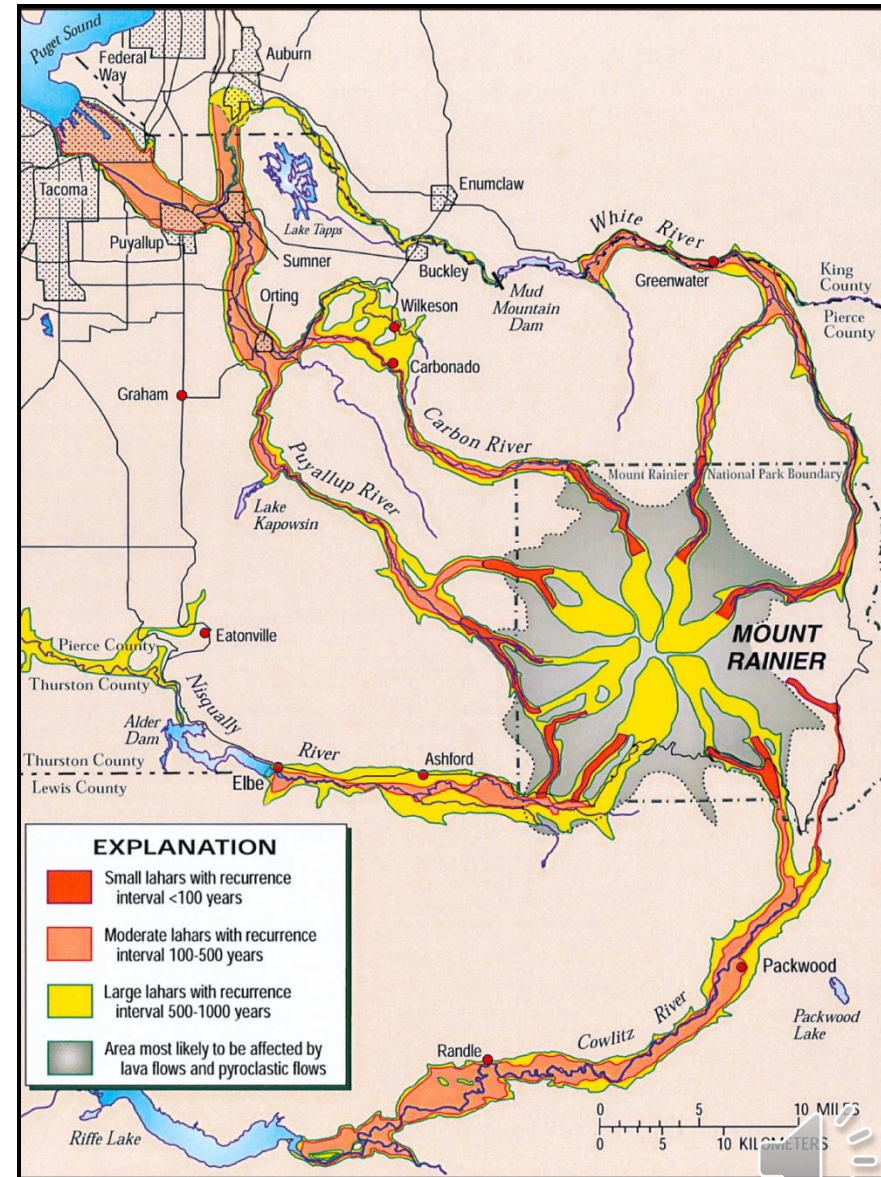 Puget Sound
Federal
Way
Auburn
Tacoma
Puyallup
Sumner
Lake Tapps
Enumclaw
Buckley
White River
Greenwater
King
County
Pierce
County
Mud
Mountain
Dam
Orting
Wilkeson
Carbonado
Graham
Carbon River
Puyallup River
Mount Rainier National Park Boundary
Lake
Kapowsin
MOUNT
RAINIER
Eatonville
Pierce County
Thurston County
Nisqually
River
Alder
Dam
Thurston County
Lewis County
Elbe
Ashford
EXPLANATION
Small lahars with recurrence
interval <100 years
Moderate lahars with recurrence
interval 100-500 years
Large lahars with recurrence
interval 500-1000 years
Area most likely to be affected by
lava flows and pyroclastic flows
Packwood
Packwood
Lake
Randle
Cowlitz River
Riffe Lake
0 5 10 MILES
0 5 10 KILOMETERS